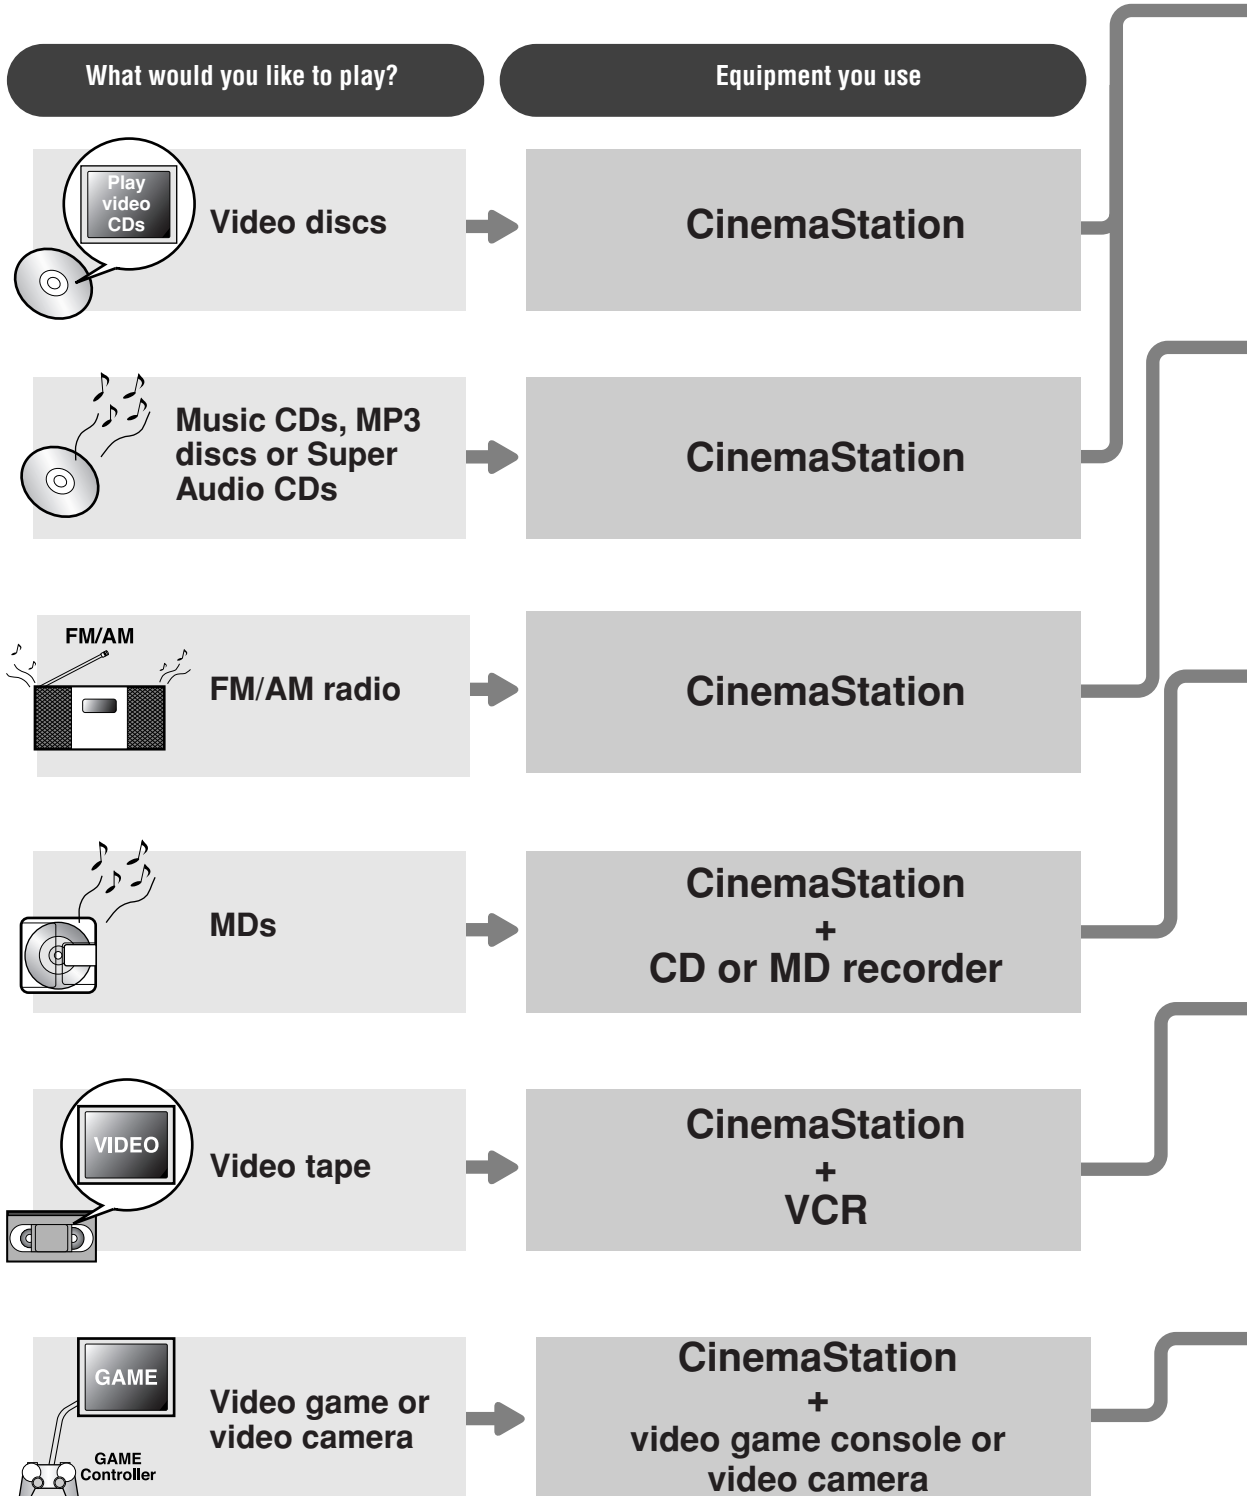 What would you like to play?
Equipment you use
Play
video
CDs
Video discs
CinemaStation
Music CDs, MP3
discs or Super
Audio CDs
CinemaStation
FM/AM
FM/AM radio
CinemaStation
MDs
CinemaStation
+
CD or MD recorder
VIDEO
Video tape
CinemaStation
+
VCR
GAME
GAME
Controller
Video game or
video camera
CinemaStation
+
video game console or
video camera